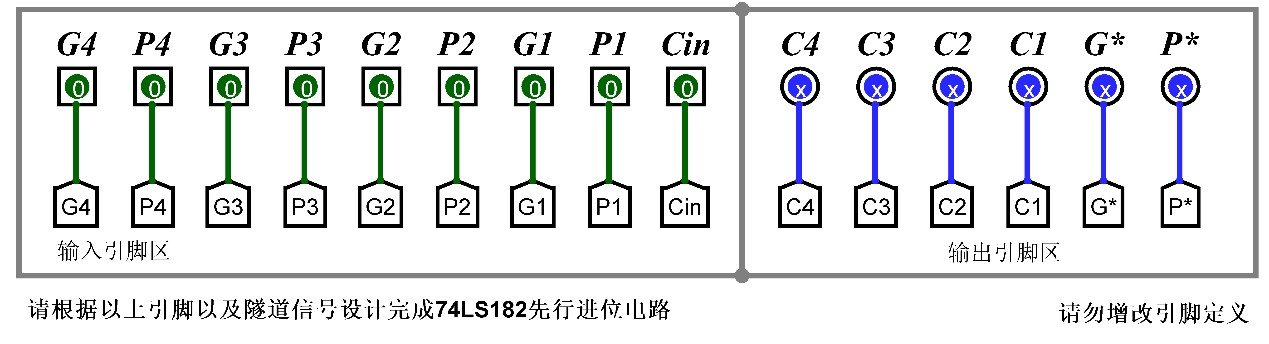 G4 P4 G3 P3 G2 P2 G1 P1 Cin C4 C3 C2 C1 G* P*
0 0 0 0 0 0 0 0 0 x x x x x x
G4 P4 G3 P3 G2 P2 G1 P1 Cin C4 C3 C2 C1 G* P*
输入引脚区 输出引脚区
请根据以上引脚以及隧道信号设计完成74LS182先行进位电路 请勿增改引脚定义